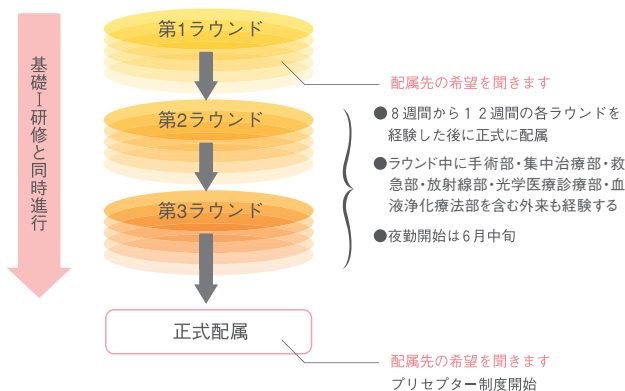 基礎Ⅰ研修と同時進行
第1ラウンド
配属先の希望を聞きます
第2ラウンド
●8週間から12週間の各ラウンドを
経験した後に正式に配属
●ラウンド中に手術部・集中治療部・救
急部・放射線部・光学医療診療部・血
液浄化療法部を含む外来も経験する
第3ラウンド
●夜勤開始は6月中旬
正式配属
配属先の希望を聞きます
プリセプター制度開始